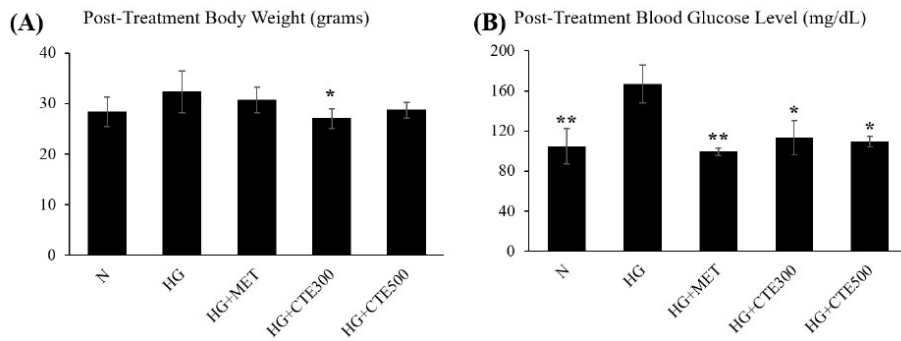 (A) Post-Treatment Body Weight (grams)
40
30
20
10
0
*
N
HG
HG+MET
HG+CTE300
HG+CTE500
(B) Post-Treatment Blood Glucose Level (mg/dL)
200
160
120
80
40
0
**
**
*
*
N
HG
HG+MET
HG+CTE300
HG+CTE500